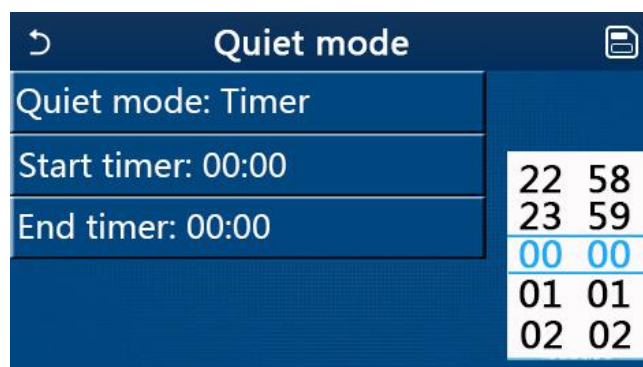 Quiet mode
Quiet mode: Timer
Start timer: 00:00
End timer: 00:00
22 58
23 59
00 00
01 01
02 02